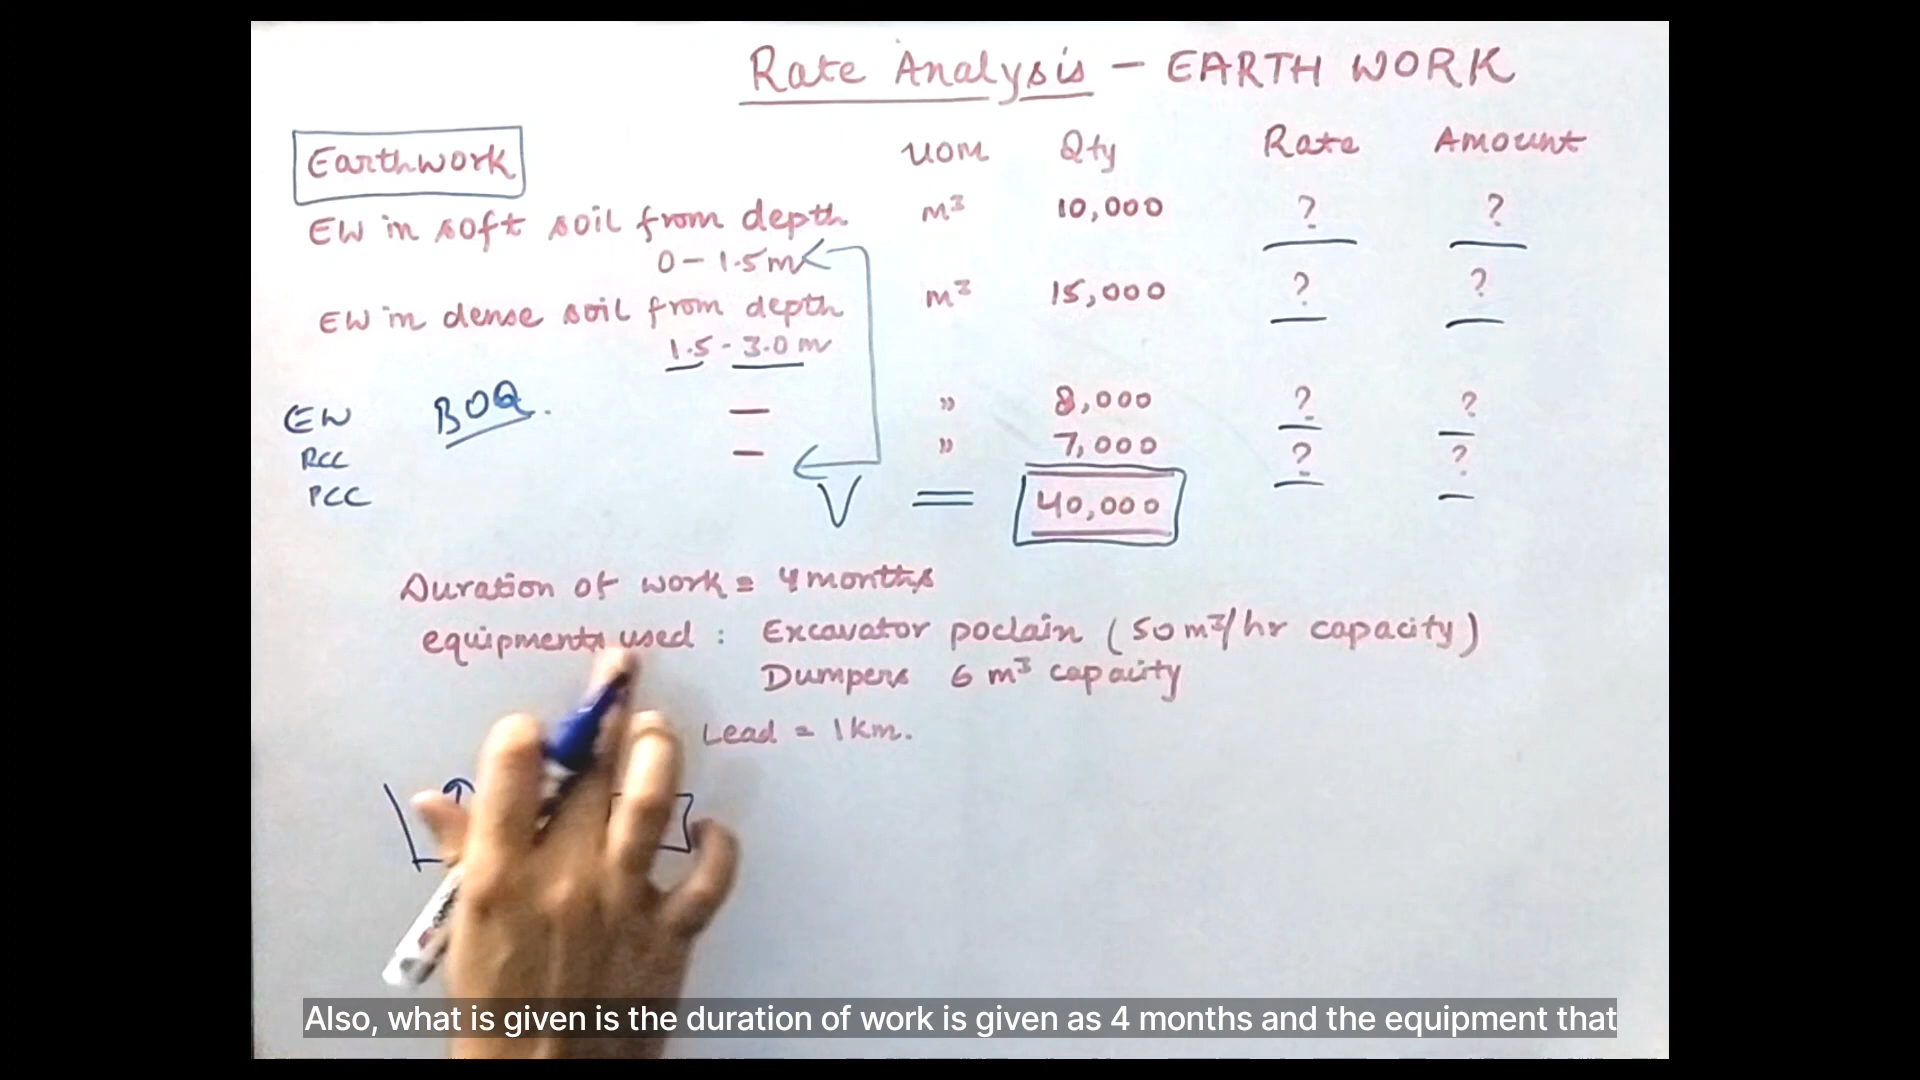 Rate Analysis - EARTH WORK
Earthwork UOM Qty Rate Amount
EW in soft soil from depth m³ 10,000 ? ?
0 - 1.5 m
EW in dense soil from depth m³ 15,000 ? ?
1.5 - 3.0 m
EW BOQ. — " 8,000 ? ?
RCC — " 7,000 ? ?
PCC V = 40,000
Duration of work = 4 months
equipments used : Excavator poclain (50 m³/hr capacity)
Dumpers 6 m³ capacity
Lead = 1 km.
Also, what is given is the duration of work is given as 4 months and the equipment that